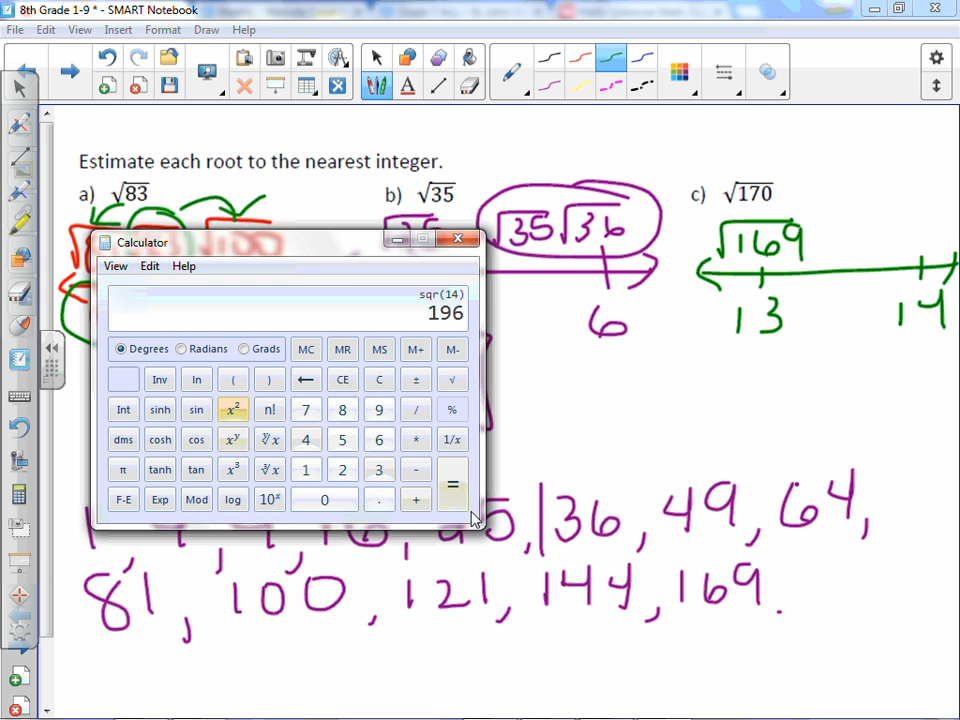 8th Grade 1-9 * - SMART Notebook
File Edit View Insert Format Draw Help
Estimate each root to the nearest integer.
a) √83 b) √35 c) √170
√100 √35 √36 √169
6 13 14
Calculator
View Edit Help
sqr(14)
196
Degrees Radians Grads MC MR MS M+ M-
Inv ln ( ) ← CE C ± √
Int sinh sin x² n! 7 8 9 / %
dms cosh cos xʸ ʸ√x 4 5 6 * 1/x
π tanh tan x³ ³√x 1 2 3 - =
F-E Exp Mod log 10ˣ 0 . +
36, 49, 64,
81, 100, 121, 144, 169.